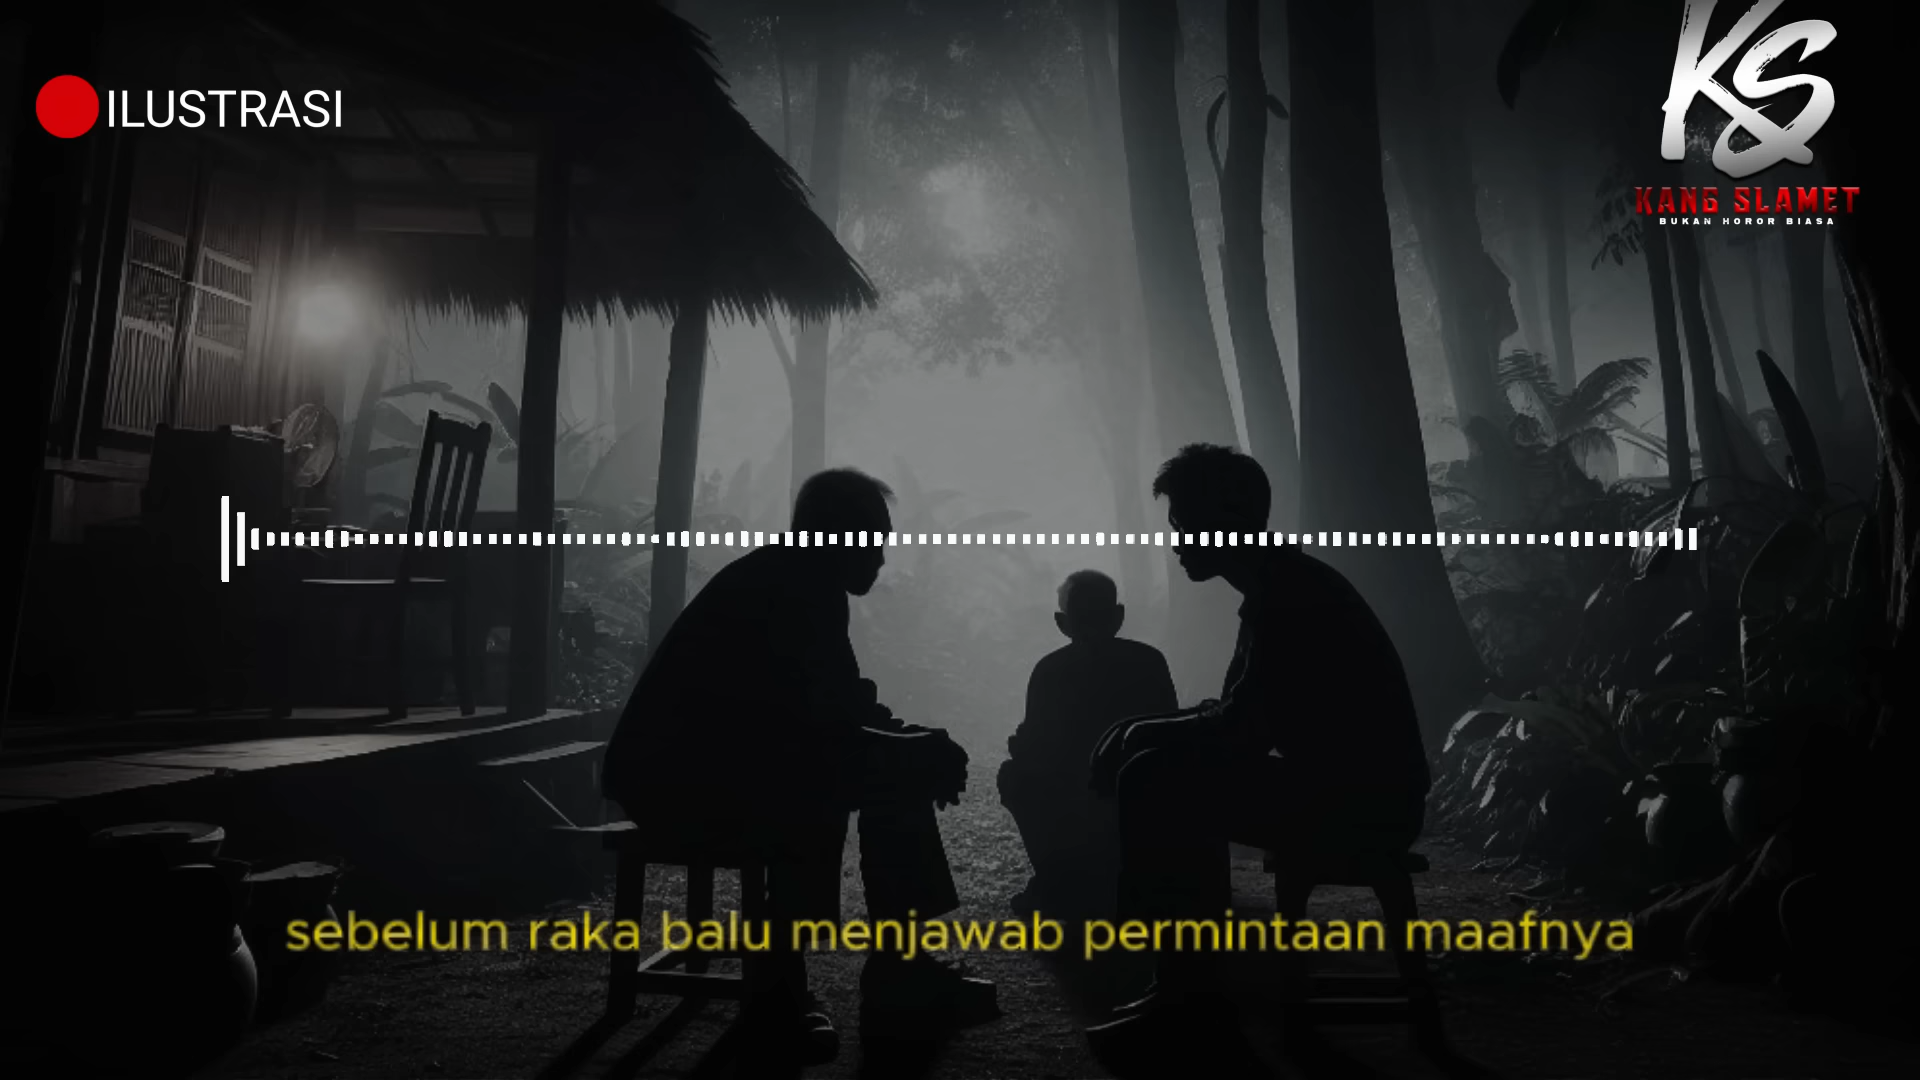 ILUSTRASI
KS
KANG SLAMET
BUKAN HOROR BIASA
sebelum raka balu menjawab permintaan maafnya